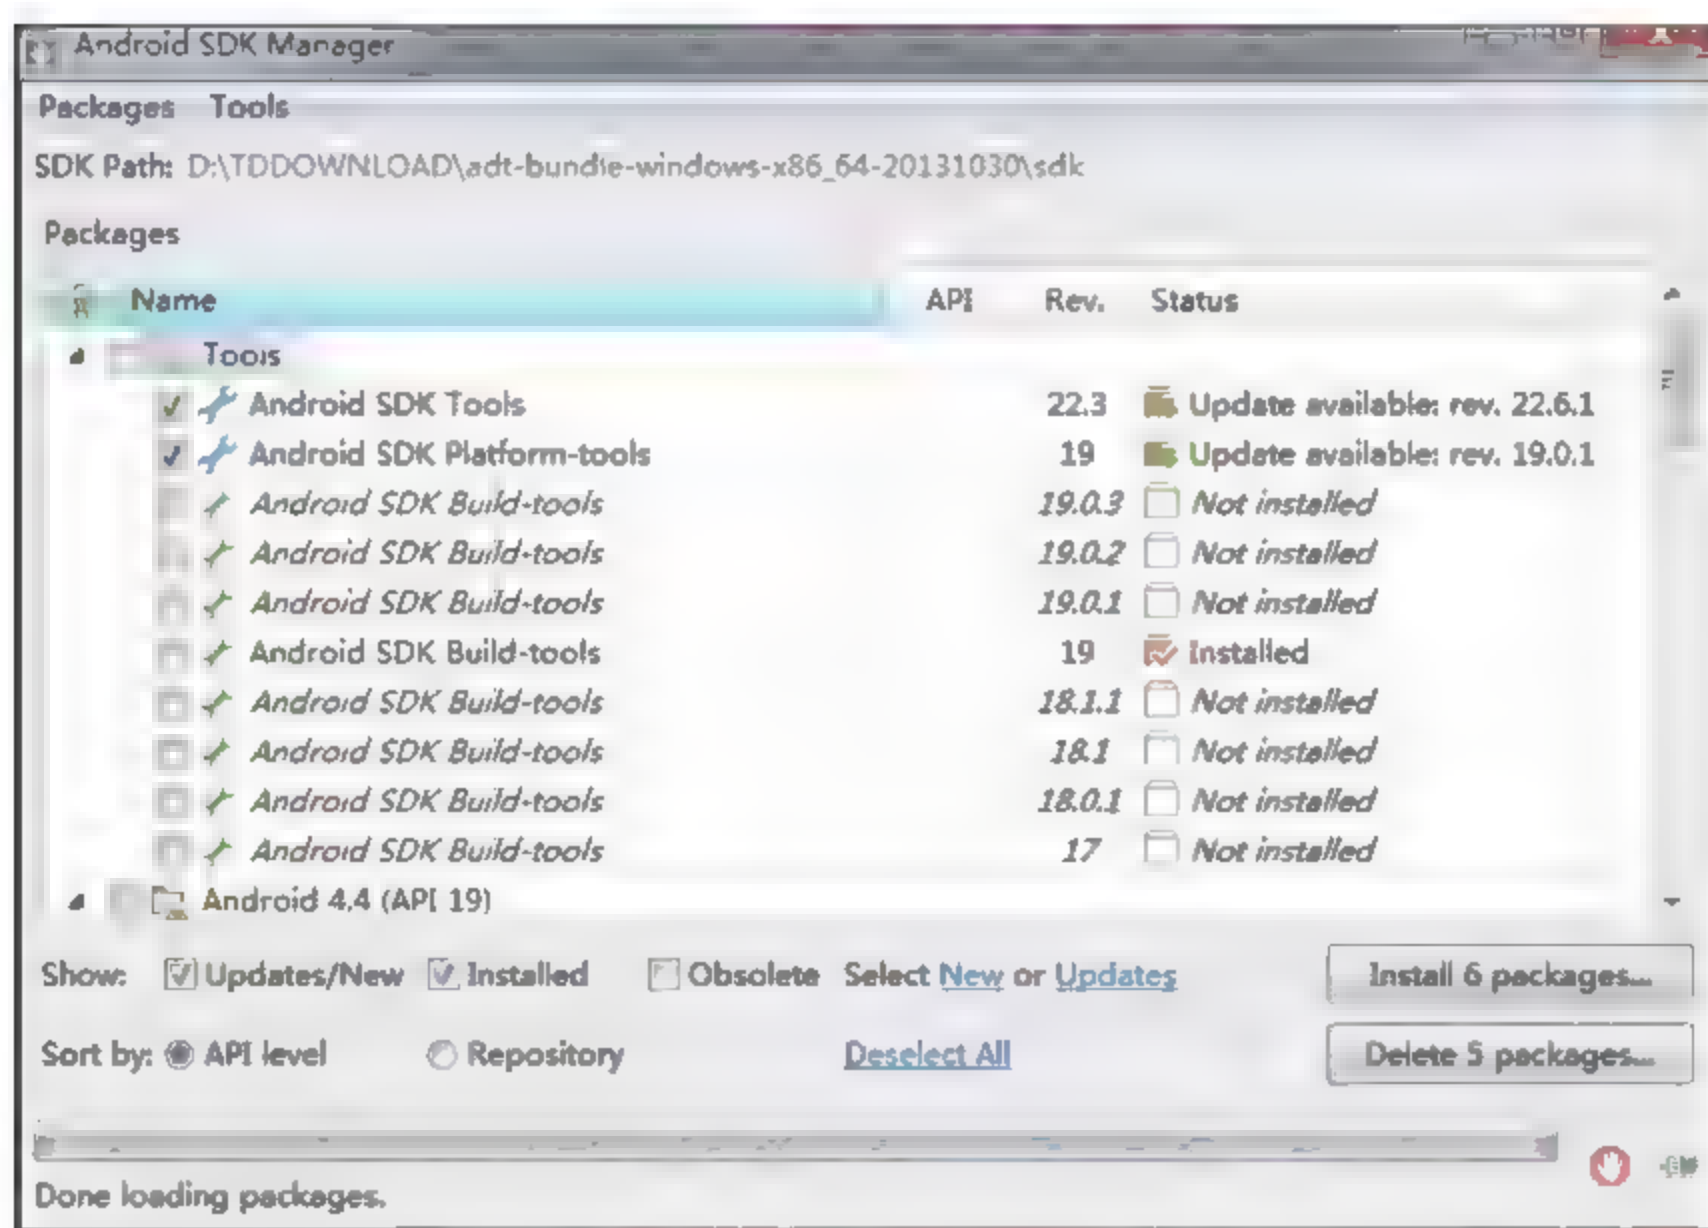 Android SDK Manager
Packages Tools
SDK Path: D:\TDDOWNLOAD\adt-bundle-windows-x86_64-20131030\sdk
Packages
Name API Rev. Status
Tools
Android SDK Tools 22.3 Update available: rev. 22.6.1
Android SDK Platform-tools 19 Update available: rev. 19.0.1
Android SDK Build-tools 19.0.3 Not installed
Android SDK Build-tools 19.0.2 Not installed
Android SDK Build-tools 19.0.1 Not installed
Android SDK Build-tools 19 Installed
Android SDK Build-tools 18.1.1 Not installed
Android SDK Build-tools 18.1 Not installed
Android SDK Build-tools 18.0.1 Not installed
Android SDK Build-tools 17 Not installed
Android 4.4 (API 19)
Show: Updates/New Installed Obsolete Select New or Updates Install 6 packages...
Sort by: API level Repository Deselect All Delete 5 packages...
Done loading packages.